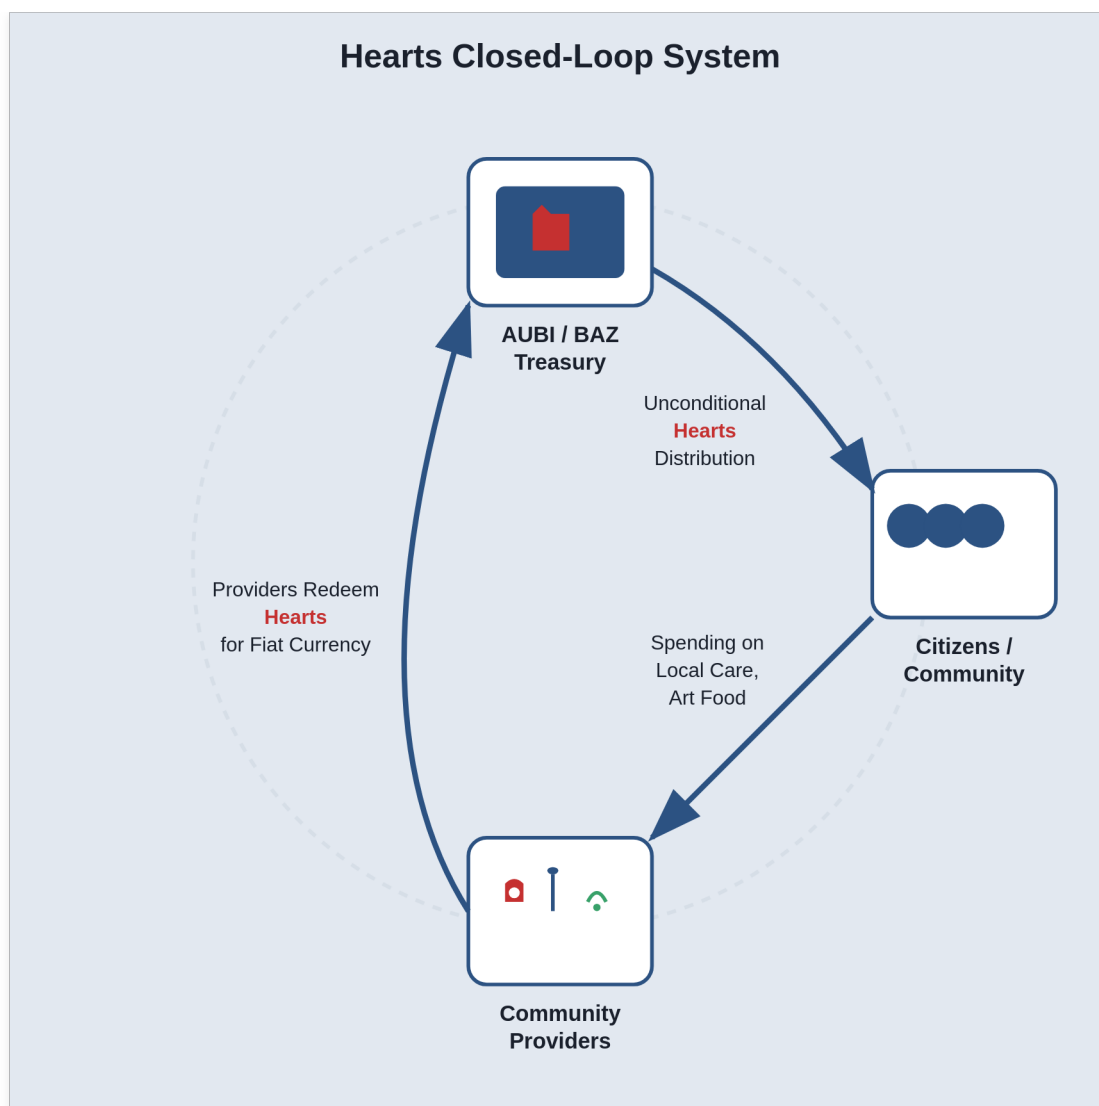 Hearts Closed-Loop System
AUBI / BAZ
Treasury
Unconditional
Hearts
Distribution
Citizens /
Community
Spending on
Local Care,
Art Food
Community
Providers
Providers Redeem
Hearts
for Fiat Currency